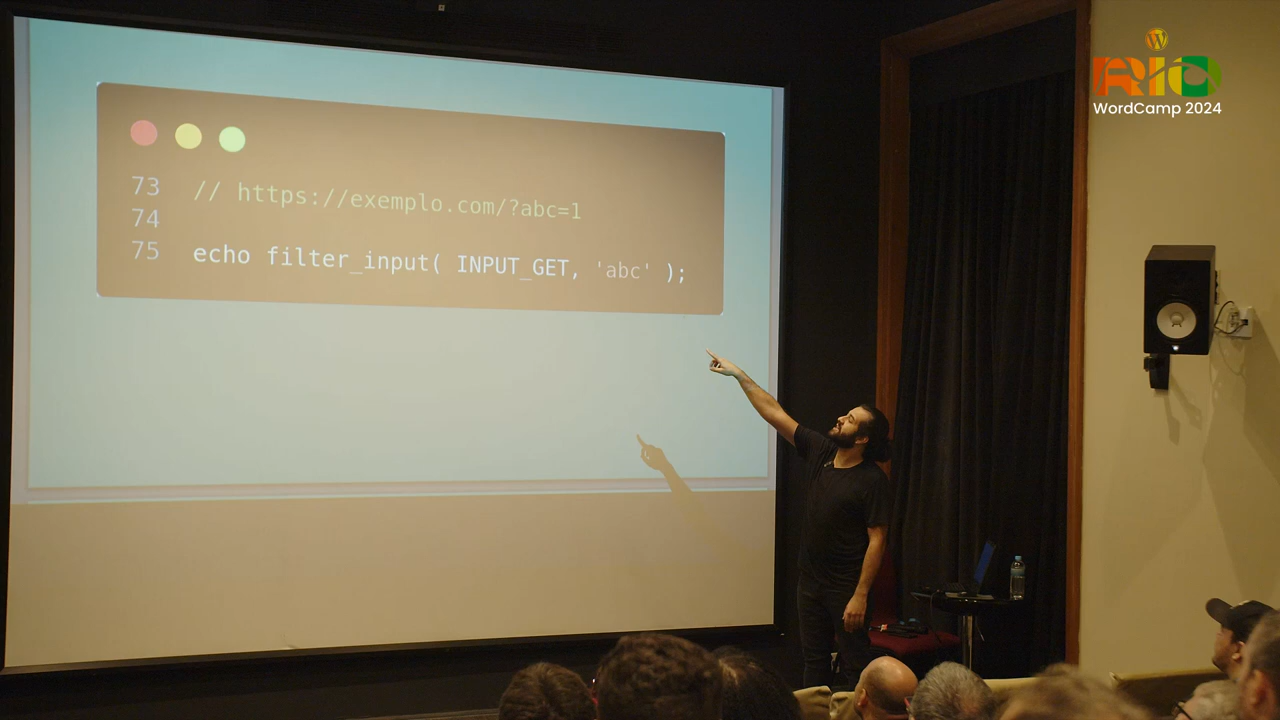 RIO
WordCamp 2024
73 // https://exemplo.com/?abc=1
74
75 echo filter_input( INPUT_GET, 'abc' );